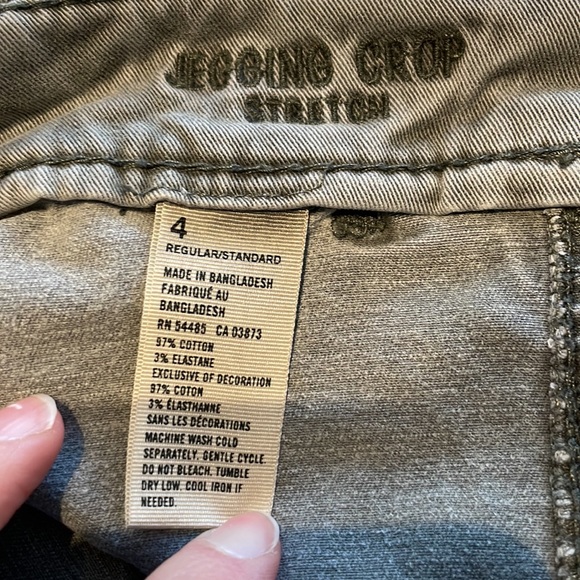 JEGGING CROP
STRETCH
4
REGULAR/STANDARD
MADE IN BANGLADESH
FABRIQUÉ AU
BANGLADESH
RN 54485 CA 03873
97% COTTON
3% ELASTANE
EXCLUSIVE OF DECORATION
97% COTON
3% ÉLASTHANNE
SANS LES DÉCORATIONS
MACHINE WASH COLD
SEPARATELY. GENTLE CYCLE.
DO NOT BLEACH. TUMBLE
DRY LOW. COOL IRON IF
NEEDED.